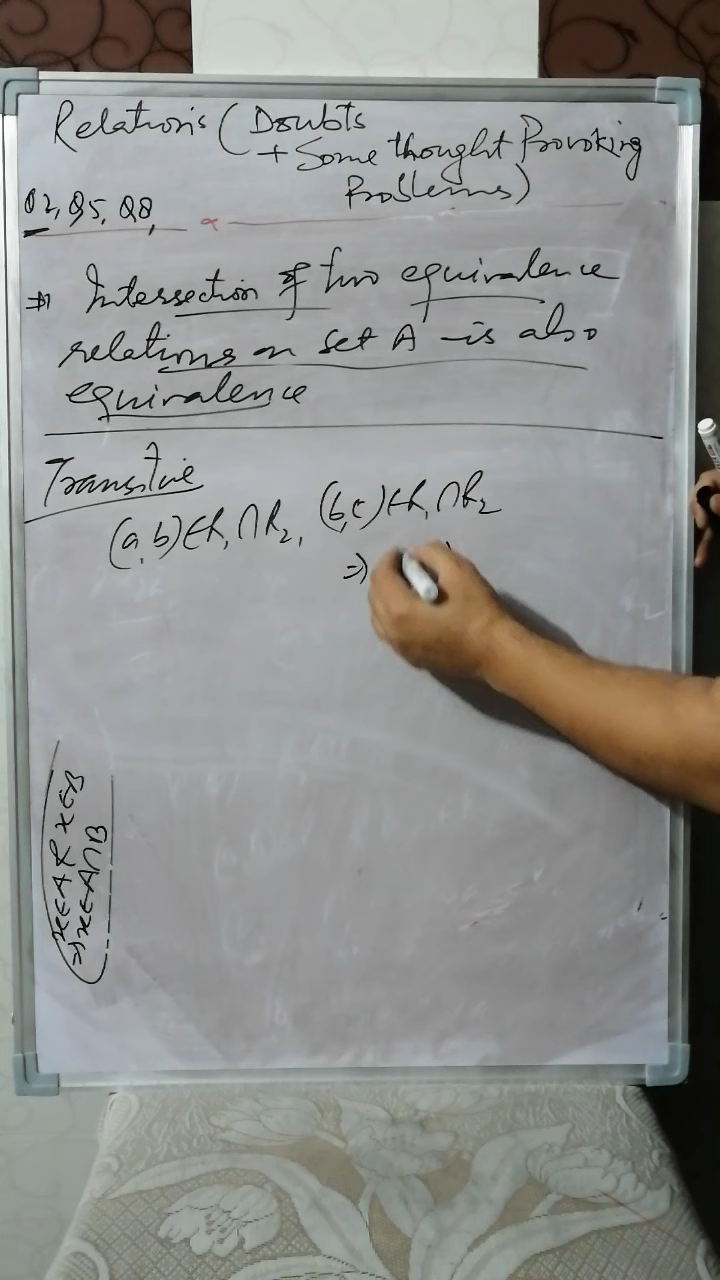 Relations (Doubts
+ Some thought Provoking
Problems)
Q2, Q5, Q8,
⇒ Intersection of two equivalence
relations on set A is also
equivalence
Transitive
(a, b) ∈ R₁ ∩ R₂, (b, c) ∈ R₁ ∩ R₂
⇒
x ∈ A & x ∈ B
⇒ x ∈ A ∩ B